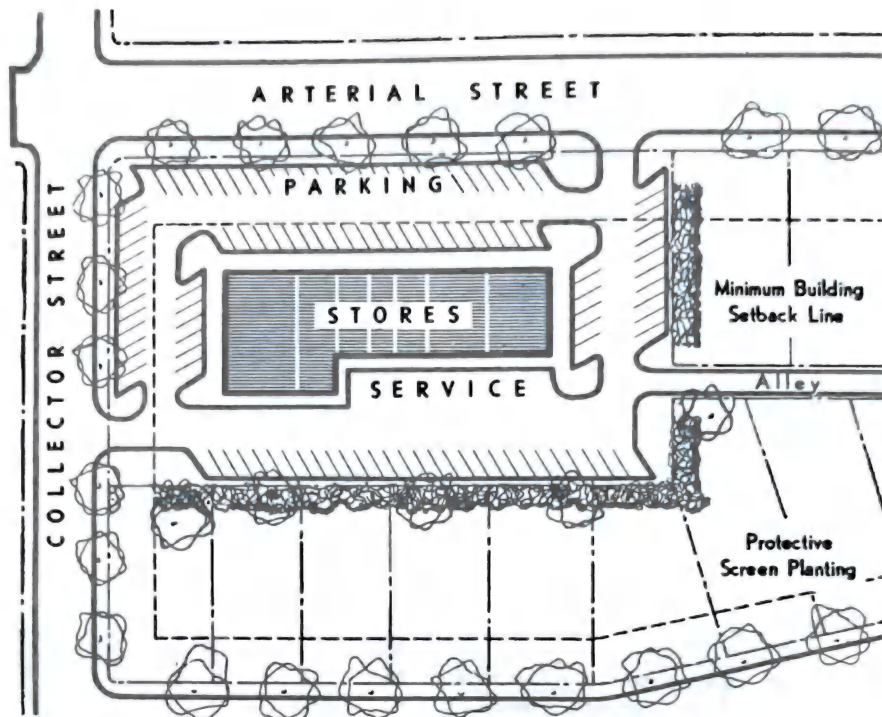 ARTERIAL STREET
PARKING
COLLECTOR STREET
STORES
Minimum Building
Setback Line
SERVICE
Alley
Protective
Screen Planting